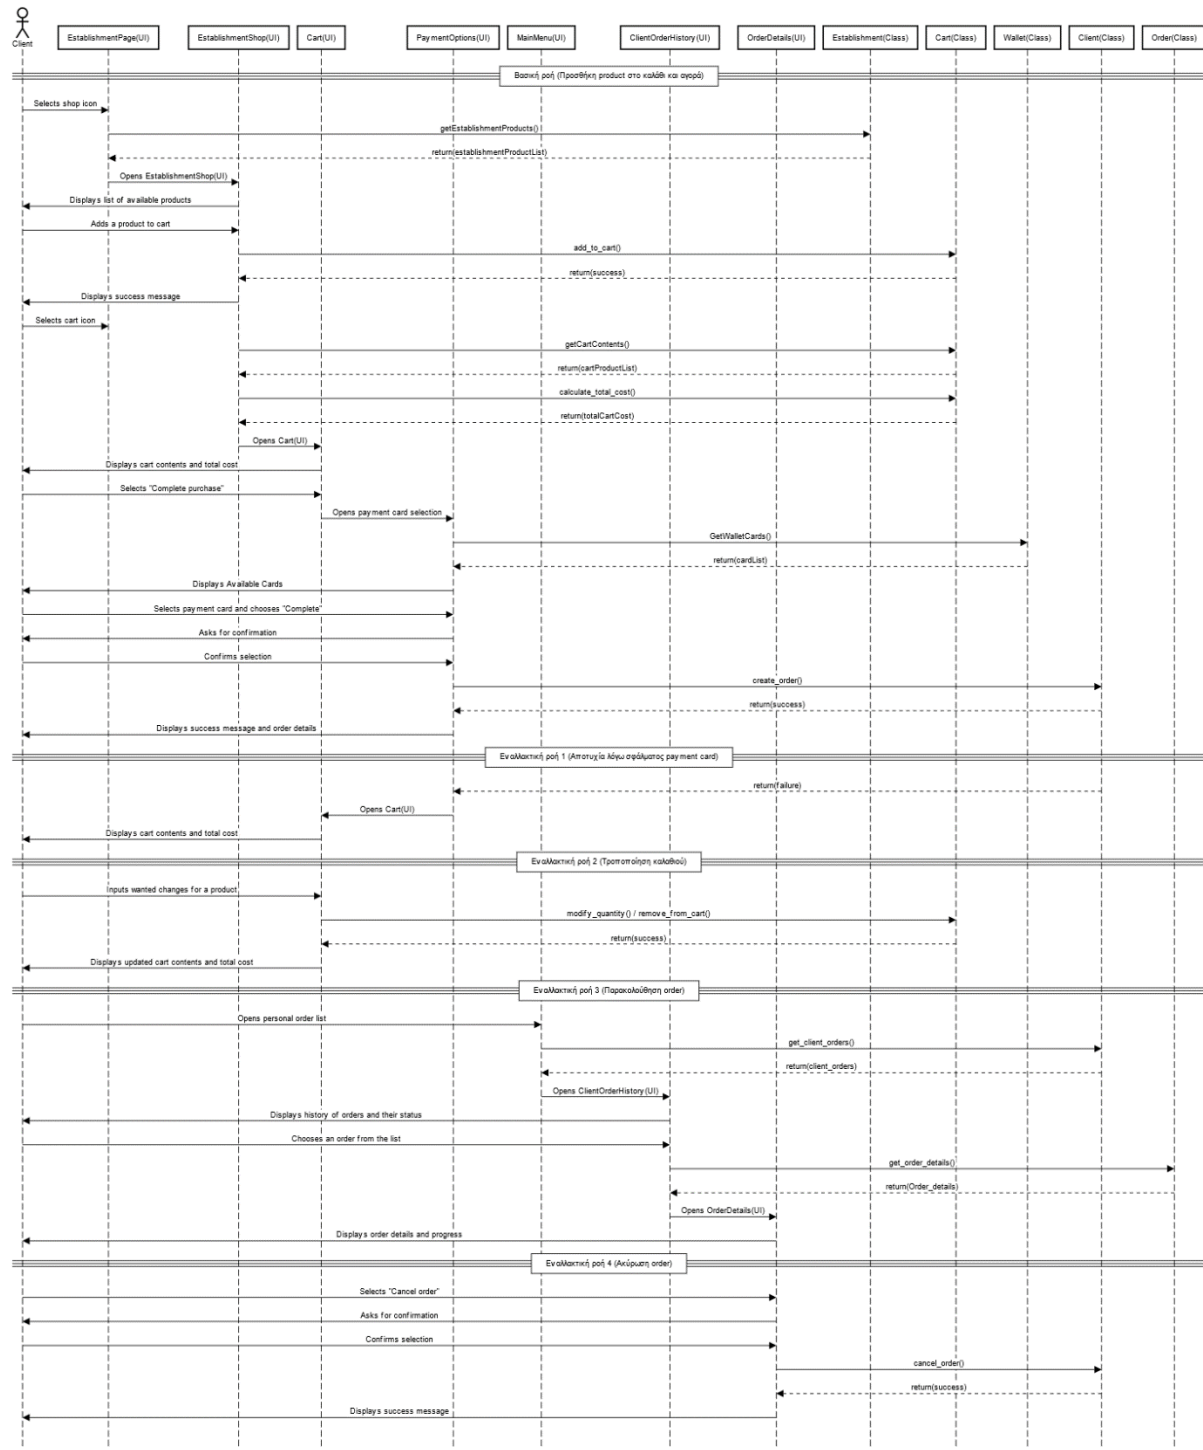 Client
EstablishmentPage(UI)
EstablishmentShop(UI)
Cart(UI)
PaymentOptions(UI)
MainMenu(UI)
ClientOrderHistory(UI)
OrderDetails(UI)
Establishment(Class)
Cart(Class)
Wallet(Class)
Client(Class)
Order(Class)
Βασική ροή (Προσθήκη product στο καλάθι και αγορά)
Selects shop icon
getEstablishmentProducts()
return(establishmentProductList)
Opens EstablishmentShop(UI)
Displays list of available products
Adds a product to cart
add_to_cart()
return(success)
Displays success message
Selects cart icon
getCartContents()
return(cartProductList)
calculate_total_cost()
return(totalCartCost)
Opens Cart(UI)
Displays cart contents and total cost
Selects "Complete purchase"
Opens payment card selection
GetWalletCards()
return(cardList)
Displays Available Cards
Selects payment card and chooses "Complete"
Asks for confirmation
Confirms selection
create_order()
return(success)
Displays success message and order details
Εναλλακτική ροή 1 (Αποτυχία λόγω σφάλματος payment card)
return(failure)
Opens Cart(UI)
Displays cart contents and total cost
Εναλλακτική ροή 2 (Τροποποίηση καλαθιού)
Inputs wanted changes for a product
modify_quantity() / remove_from_cart()
return(success)
Displays updated cart contents and total cost
Εναλλακτική ροή 3 (Παρακολούθηση order)
Opens personal order list
get_client_orders()
return(client_orders)
Opens ClientOrderHistory(UI)
Displays history of orders and their status
Chooses an order from the list
get_order_details()
return(Order_details)
Opens OrderDetails(UI)
Displays order details and progress
Εναλλακτική ροή 4 (Ακύρωση order)
Selects "Cancel order"
Asks for confirmation
Confirms selection
cancel_order()
return(success)
Displays success message